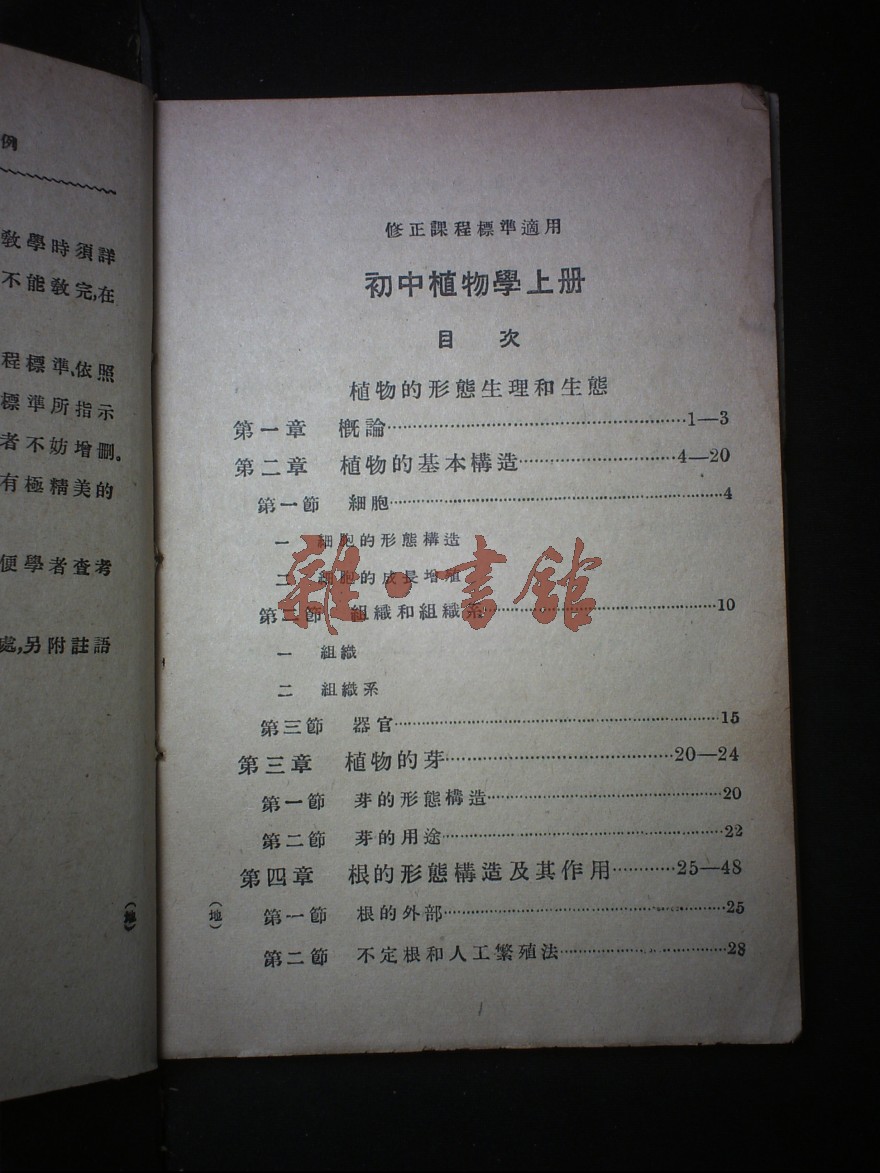 例
教學時須詳
不能教完,在
程標準、依照
標準所指示
者不妨增刪。
有極精美的
便學者查考
處,另附註語
修正課程標準適用
初中植物學上册
目 次
植物的形態生理和生態
第一章 概論……1—3
第二章 植物的基本構造……4—20
第一節 細胞……4
一 細胞的形態構造
二 細胞的成長增殖
第二節 組織和組織系……10
一 組織
二 組織系
第三節 器官……15
第三章 植物的芽……20—24
第一節 芽的形態構造……20
第二節 芽的用途……22
第四章 根的形態構造及其作用……25—48
第一節 根的外部……25
第二節 不定根和人工繁殖法……28
(地)
1
雜·書館